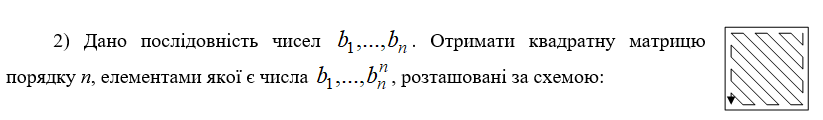 2) Дано послідовність чисел b₁,...,bₙ. Отримати квадратну матрицю
порядку n, елементами якої є числа b₁,...,bₙⁿ, розташовані за схемою: